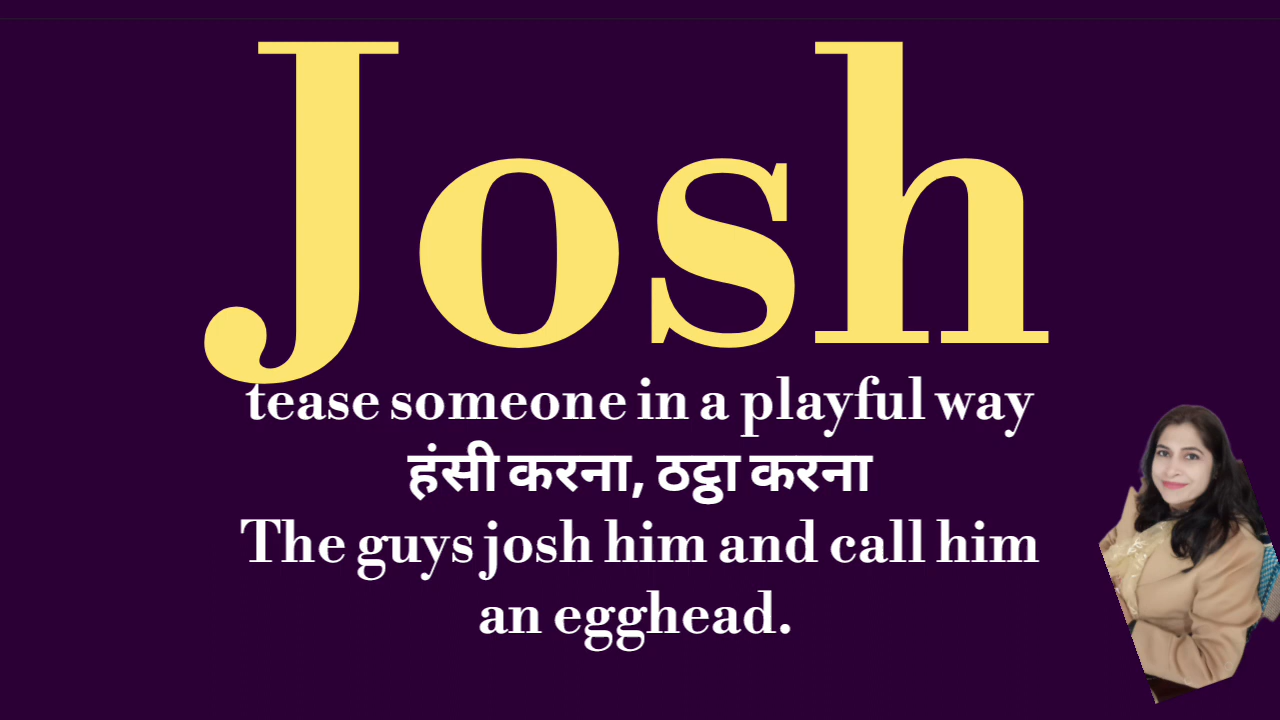 Josh
tease someone in a playful way
हंसी करना, ठट्ठा करना
The guys josh him and call him
an egghead.